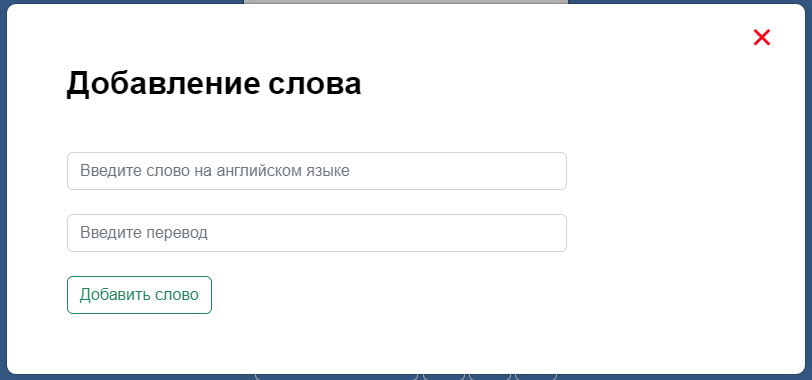 Добавление слова
Введите слово на английском языке
Введите перевод
Добавить слово